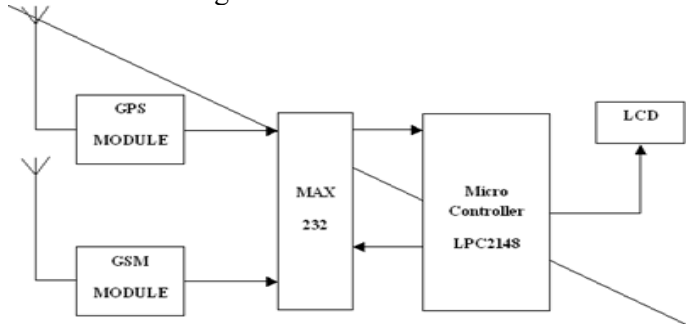 GPS
MODULE
MAX
232
Micro
Controller
LPC2148
LCD
GSM
MODULE